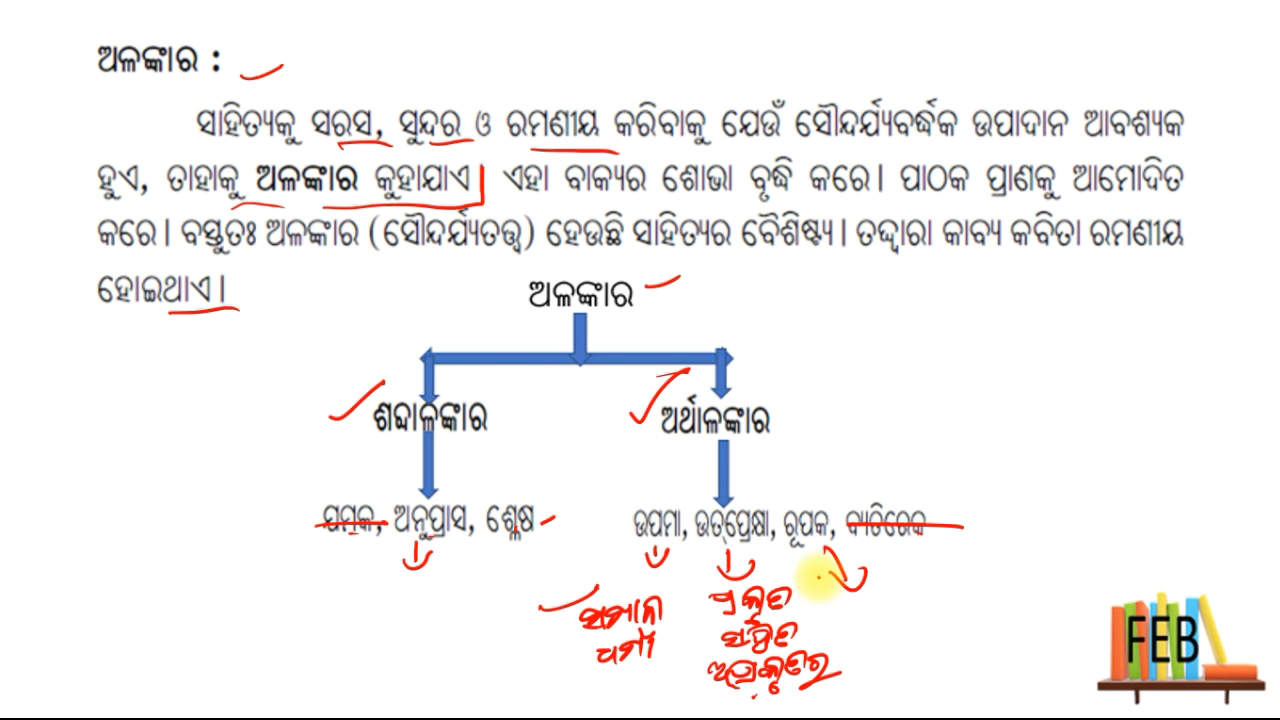 ଅଳଙ୍କାର :
ସାହିତ୍ୟକୁ ସରସ, ସୁନ୍ଦର ଓ ରମଣୀୟ କରିବାକୁ ଯେଉଁ ସୌନ୍ଦର୍ଯ୍ୟବର୍ଦ୍ଧକ ଉପାଦାନ ଆବଶ୍ୟକ
ହୁଏ, ତାହାକୁ ଅଳଙ୍କାର କୁହାଯାଏ। ଏହା ବାକ୍ୟର ଶୋଭା ବୃଦ୍ଧି କରେ। ପାଠକ ପ୍ରାଣକୁ ଆମୋଦିତ
କରେ। ବସ୍ତୁତଃ ଅଳଙ୍କାର (ସୌନ୍ଦର୍ଯ୍ୟତତ୍ତ୍ୱ) ହେଉଛି ସାହିତ୍ୟର ବୈଶିଷ୍ଟ୍ୟ। ତଦ୍ଦ୍ୱାରା କାବ୍ୟ କବିତା ରମଣୀୟ
ହୋଇଥାଏ।
ଅଳଙ୍କାର
ଶବ୍ଦାଳଙ୍କାର ଅର୍ଥାଳଙ୍କାର
ଯମକ, ଅନୁପ୍ରାସ, ଶ୍ଳେଷ ଉପମା, ଉତ୍‌ପ୍ରେକ୍ଷା, ରୂପକ, ବ୍ୟତିରେକ
ସମାନ ପ୍ରକୃତ
ଧର୍ମୀ
FEB